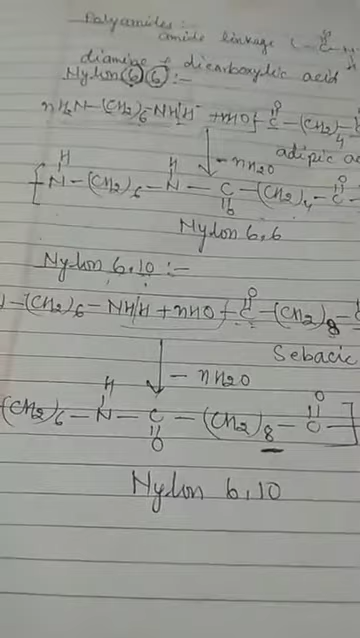 Polyamides :-
amide linkage ( -C-N
O
diamine + dicarboxylic acid
Nylon 6 6 :-
nH2N-(CH2)6-NH/H + nHO-C-(CH2)4-
O
-nH2O
adipic ac
H H O
[N-(CH2)6-N-C-(CH2)4-C-
O
Nylon 6,6
Nylon 6,10 :-
-(CH2)6-NH/H + nHO-C-(CH2)8-
O
Sebacic
-nH2O
H O
(CH2)6-N-C-(CH2)8-C-]
O
Nylon 6,10